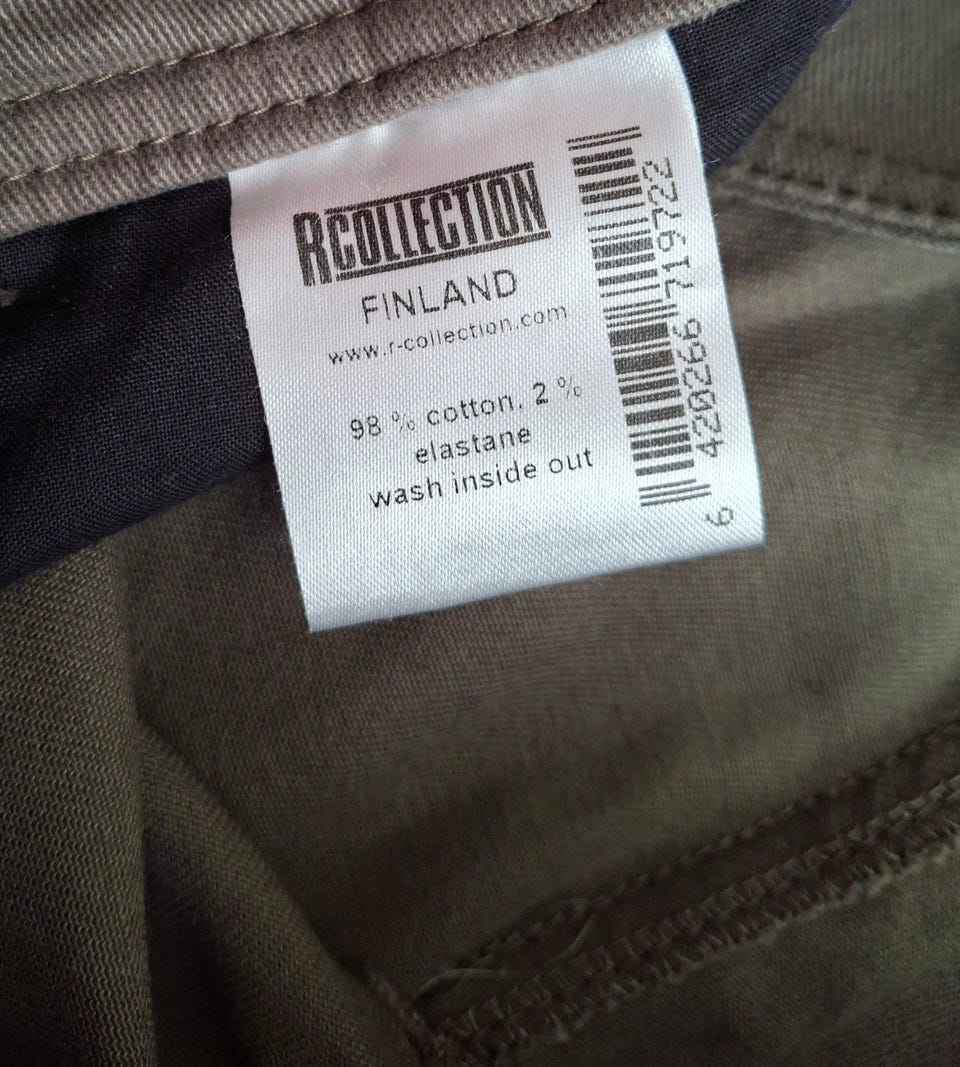 RCOLLECTION
FINLAND
www.r-collection.com
98 % cotton, 2 %
elastane
wash inside out
6 420266 719722